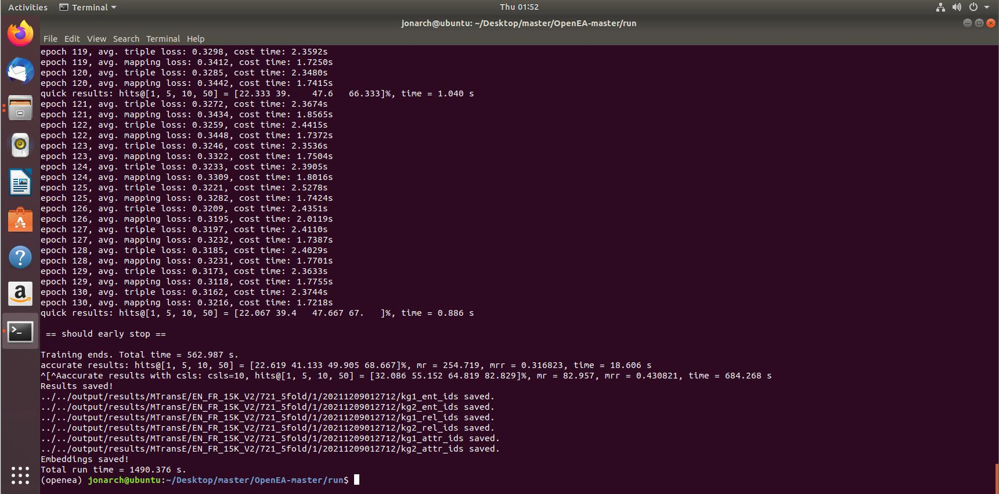 Activities Terminal Thu 01:52
jonarch@ubuntu: ~/Desktop/master/OpenEA-master/run
File Edit View Search Terminal Help
epoch 119, avg. triple loss: 0.3298, cost time: 2.3592s
epoch 119, avg. mapping loss: 0.3412, cost time: 1.7250s
epoch 120, avg. triple loss: 0.3285, cost time: 2.3480s
epoch 120, avg. mapping loss: 0.3442, cost time: 1.7415s
quick results: hits@[1, 5, 10, 50] = [22.333 39.    47.6   66.333]%, time = 1.040 s
epoch 121, avg. triple loss: 0.3272, cost time: 2.3674s
epoch 121, avg. mapping loss: 0.3434, cost time: 1.8565s
epoch 122, avg. triple loss: 0.3259, cost time: 2.4415s
epoch 122, avg. mapping loss: 0.3448, cost time: 1.7372s
epoch 123, avg. triple loss: 0.3246, cost time: 2.3536s
epoch 123, avg. mapping loss: 0.3322, cost time: 1.7504s
epoch 124, avg. triple loss: 0.3233, cost time: 2.3905s
epoch 124, avg. mapping loss: 0.3309, cost time: 1.8016s
epoch 125, avg. triple loss: 0.3221, cost time: 2.5278s
epoch 125, avg. mapping loss: 0.3282, cost time: 1.7424s
epoch 126, avg. triple loss: 0.3209, cost time: 2.4351s
epoch 126, avg. mapping loss: 0.3195, cost time: 2.0119s
epoch 127, avg. triple loss: 0.3197, cost time: 2.4110s
epoch 127, avg. mapping loss: 0.3232, cost time: 1.7387s
epoch 128, avg. triple loss: 0.3185, cost time: 2.4029s
epoch 128, avg. mapping loss: 0.3231, cost time: 1.7701s
epoch 129, avg. triple loss: 0.3173, cost time: 2.3633s
epoch 129, avg. mapping loss: 0.3118, cost time: 1.7755s
epoch 130, avg. triple loss: 0.3162, cost time: 2.3744s
epoch 130, avg. mapping loss: 0.3216, cost time: 1.7218s
quick results: hits@[1, 5, 10, 50] = [22.067 39.4   47.667 67.   ]%, time = 0.886 s
== should early stop ==
Training ends. Total time = 562.987 s.
accurate results: hits@[1, 5, 10, 50] = [22.619 41.133 49.905 68.667]%, mr = 254.719, mrr = 0.316823, time = 18.606 s
^[^Aaccurate results with csls: csls=10, hits@[1, 5, 10, 50] = [32.086 55.152 64.819 82.829]%, mr = 82.957, mrr = 0.430821, time = 684.268 s
Results saved!
../../output/results/MTransE/EN_FR_15K_V2/721_5fold/1/20211209012712/kg1_ent_ids saved.
../../output/results/MTransE/EN_FR_15K_V2/721_5fold/1/20211209012712/kg2_ent_ids saved.
../../output/results/MTransE/EN_FR_15K_V2/721_5fold/1/20211209012712/kg1_rel_ids saved.
../../output/results/MTransE/EN_FR_15K_V2/721_5fold/1/20211209012712/kg2_rel_ids saved.
../../output/results/MTransE/EN_FR_15K_V2/721_5fold/1/20211209012712/kg1_attr_ids saved.
../../output/results/MTransE/EN_FR_15K_V2/721_5fold/1/20211209012712/kg2_attr_ids saved.
Embeddings saved!
Total run time = 1490.376 s.
(openea) jonarch@ubuntu:~/Desktop/master/OpenEA-master/run$